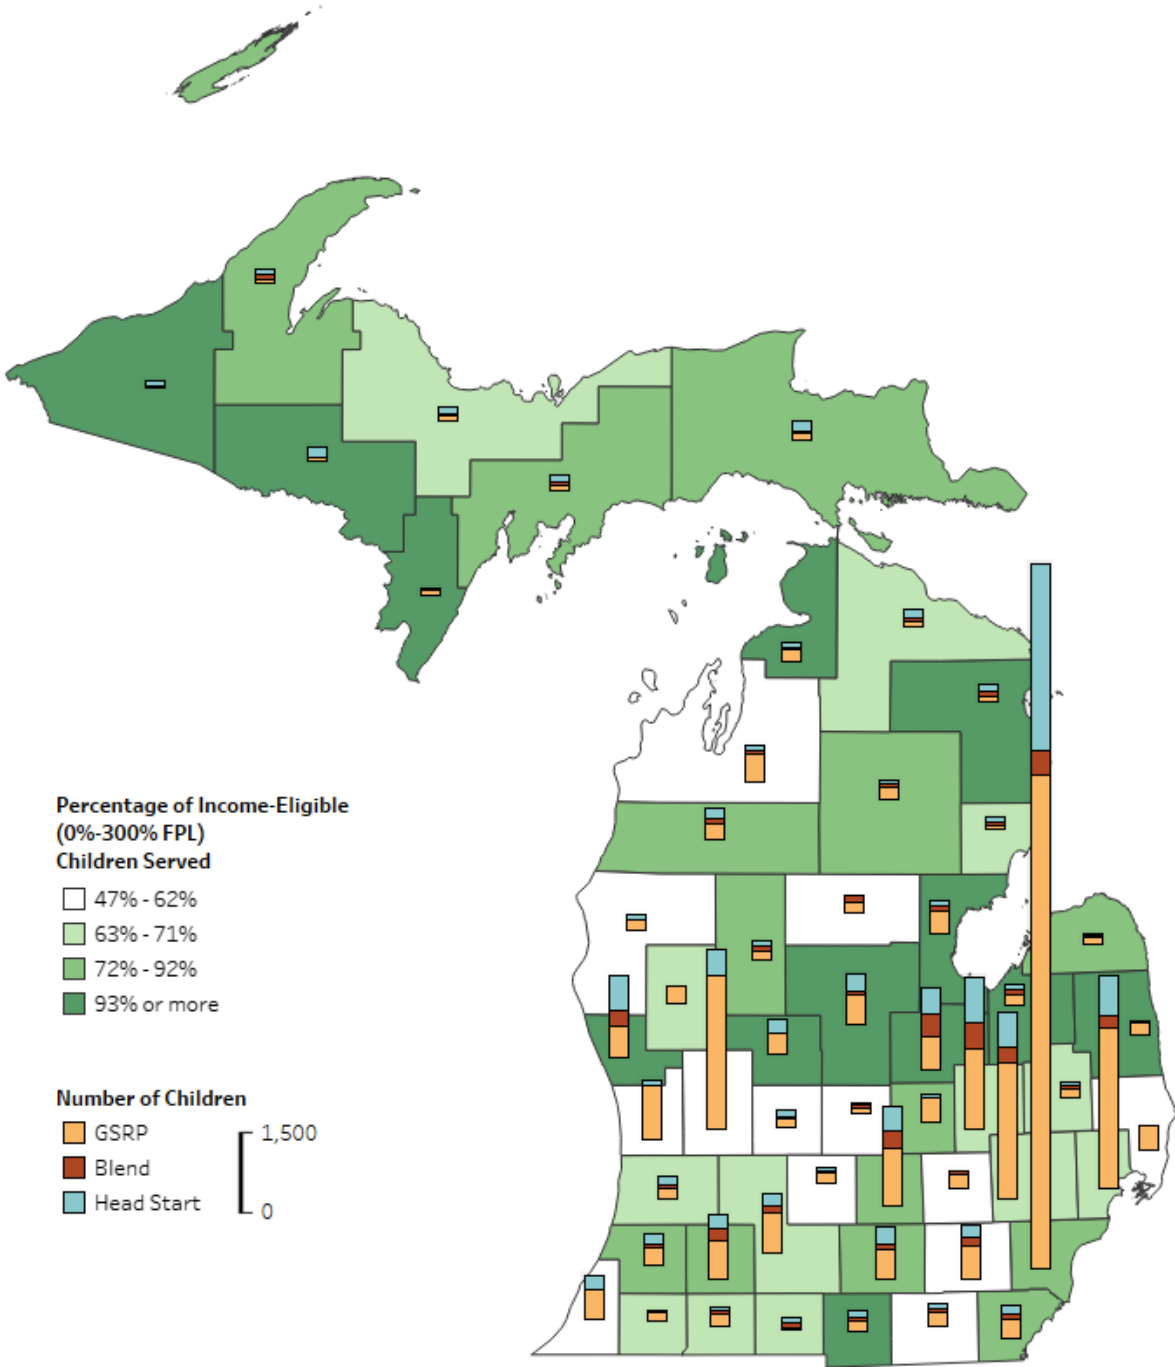 Percentage of Income-Eligible
(0%-300% FPL)
Children Served
47% - 62%
63% - 71%
72% - 92%
93% or more
Number of Children
GSRP
Blend
Head Start
1,500
0